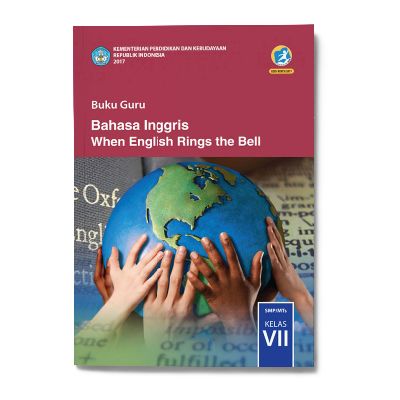 KEMENTERIAN PENDIDIKAN DAN KEBUDAYAAN
REPUBLIK INDONESIA
2017
Buku Guru
Bahasa Inggris
When English Rings the Bell
SMP/MTs
KELAS
VII